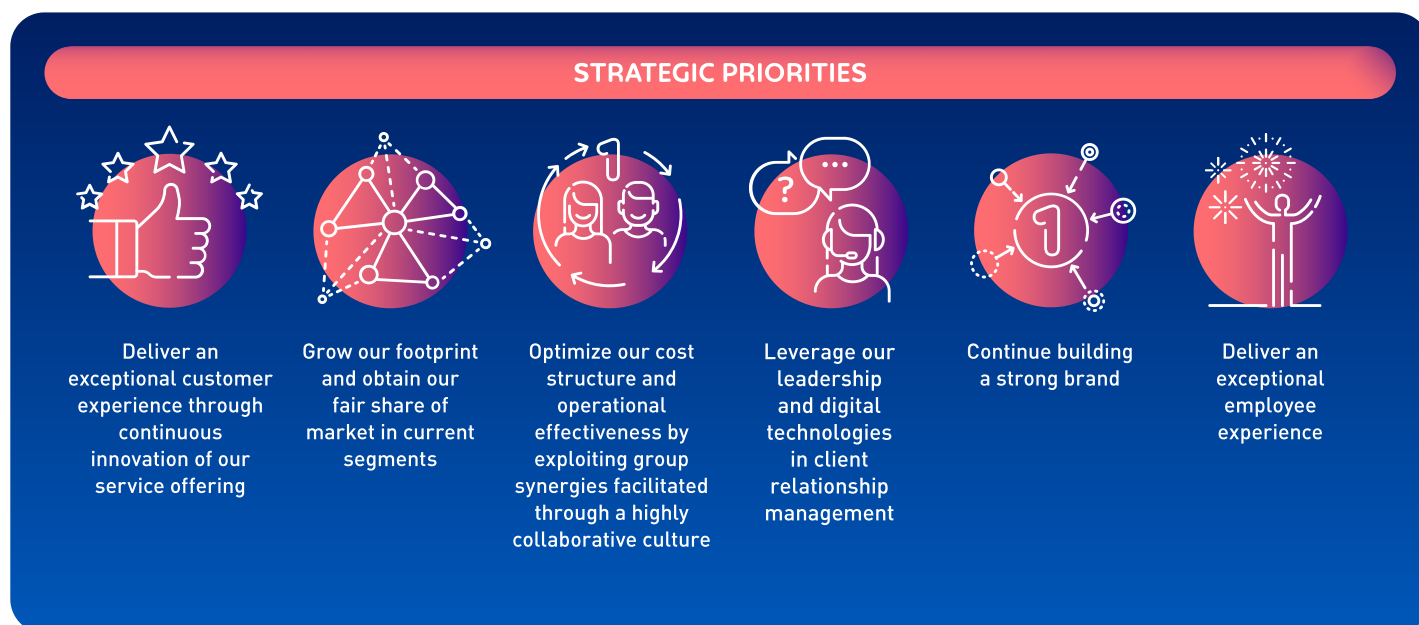 STRATEGIC PRIORITIES
?
Deliver an
exceptional customer
experience through
continuous
innovation of our
service offering
Grow our footprint
and obtain our
fair share of
market in current
segments
Optimize our cost
structure and
operational
effectiveness by
exploiting group
synergies facilitated
through a highly
collaborative culture
Leverage our
leadership
and digital
technologies
in client
relationship
management
Continue building
a strong brand
Deliver an
exceptional
employee
experience